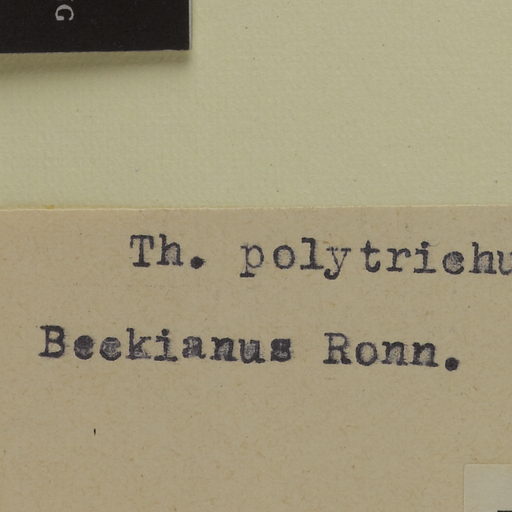 G
Th. polytrichu
Beckianus Ronn.